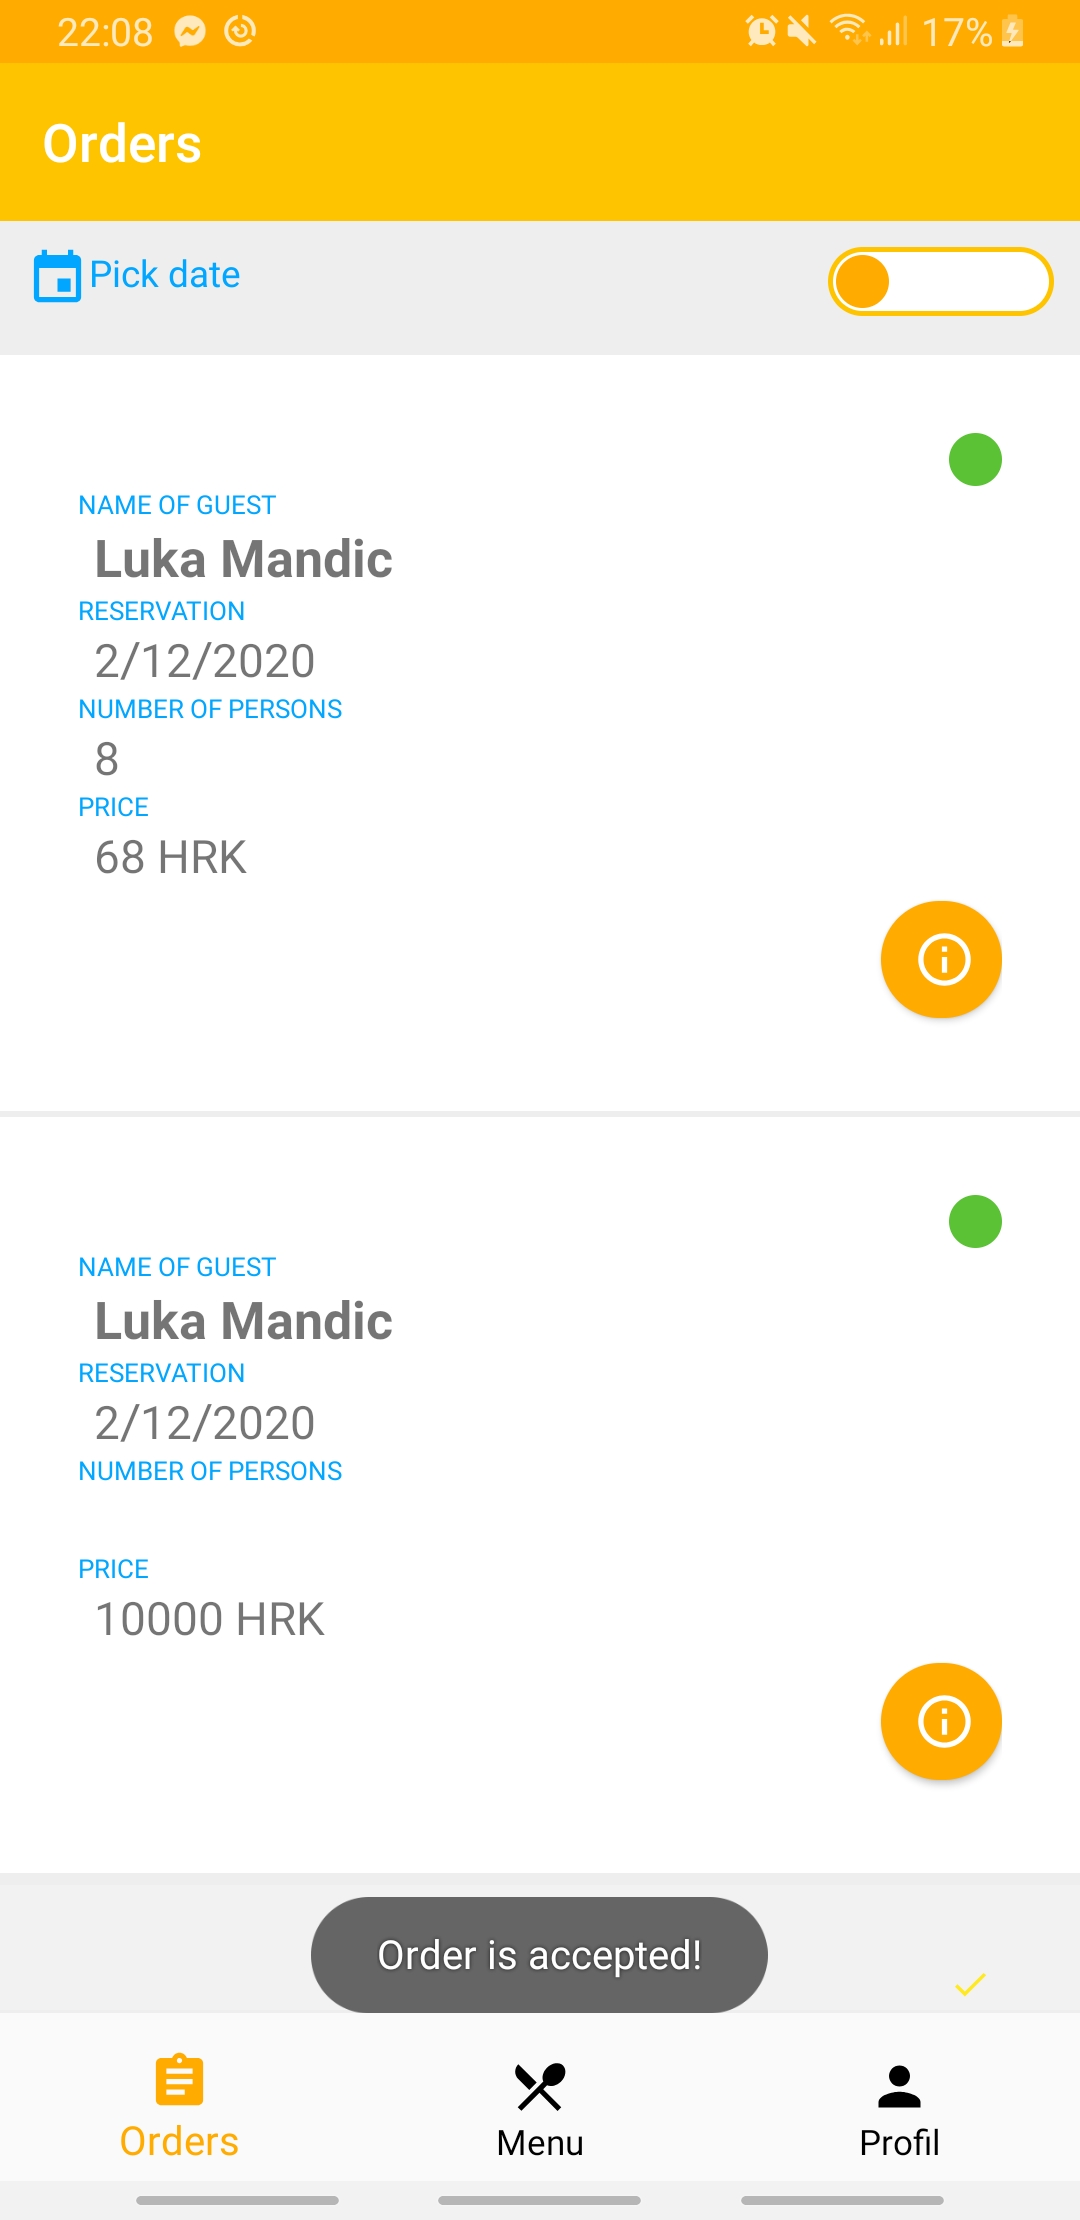 22:08
17%
Orders
Pick date
NAME OF GUEST
Luka Mandic
RESERVATION
2/12/2020
NUMBER OF PERSONS
8
PRICE
68 HRK
NAME OF GUEST
Luka Mandic
RESERVATION
2/12/2020
NUMBER OF PERSONS
PRICE
10000 HRK
Order is accepted!
Orders
Menu
Profil